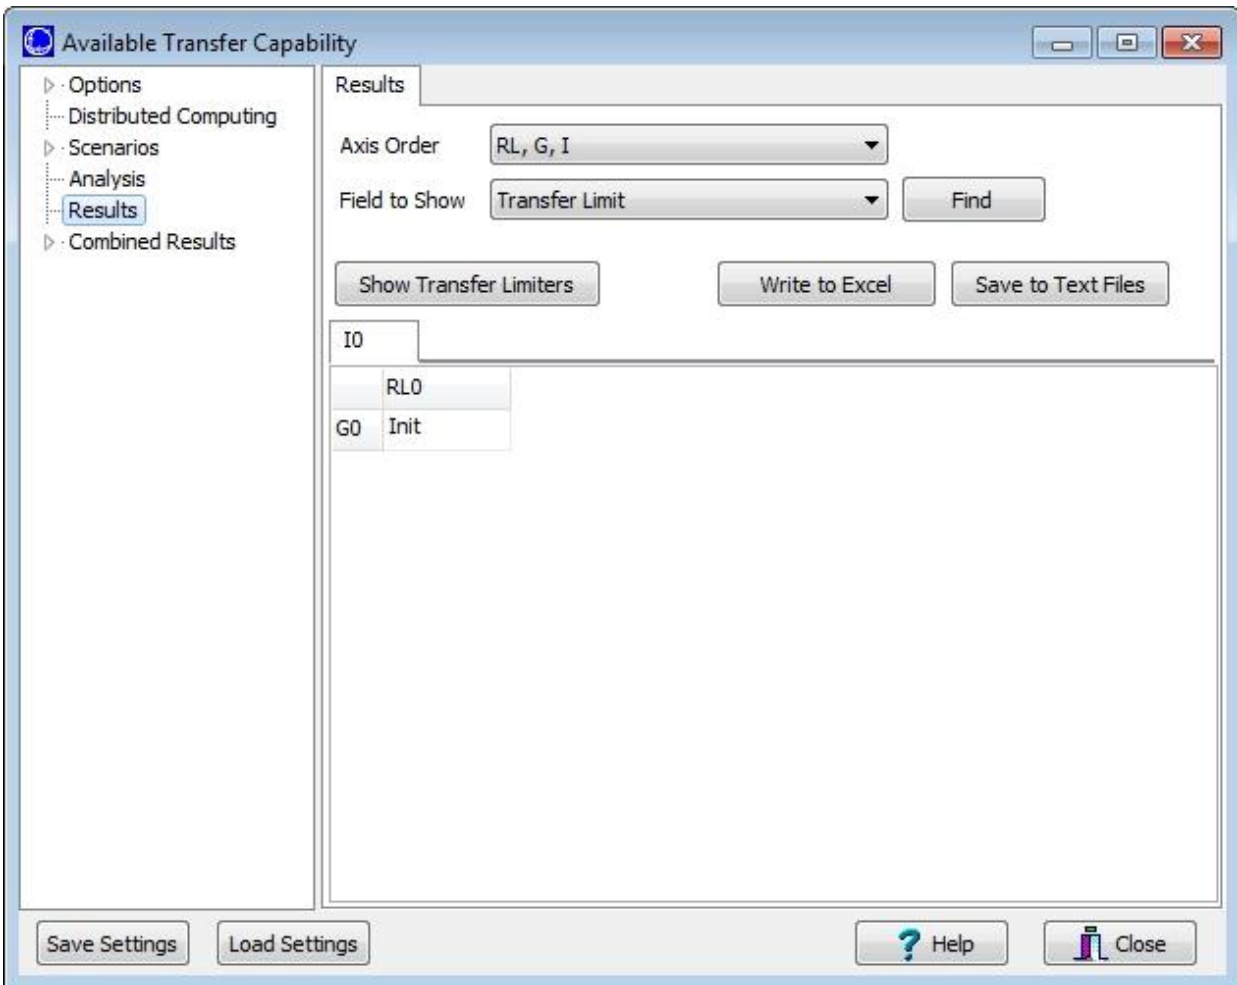 Available Transfer Capability
Options
Distributed Computing
Scenarios
Analysis
Results
Combined Results
Results
Axis Order RL, G, I
Field to Show Transfer Limit Find
Show Transfer Limiters Write to Excel Save to Text Files
I0
RL0
G0 Init
Save Settings Load Settings ? Help Close